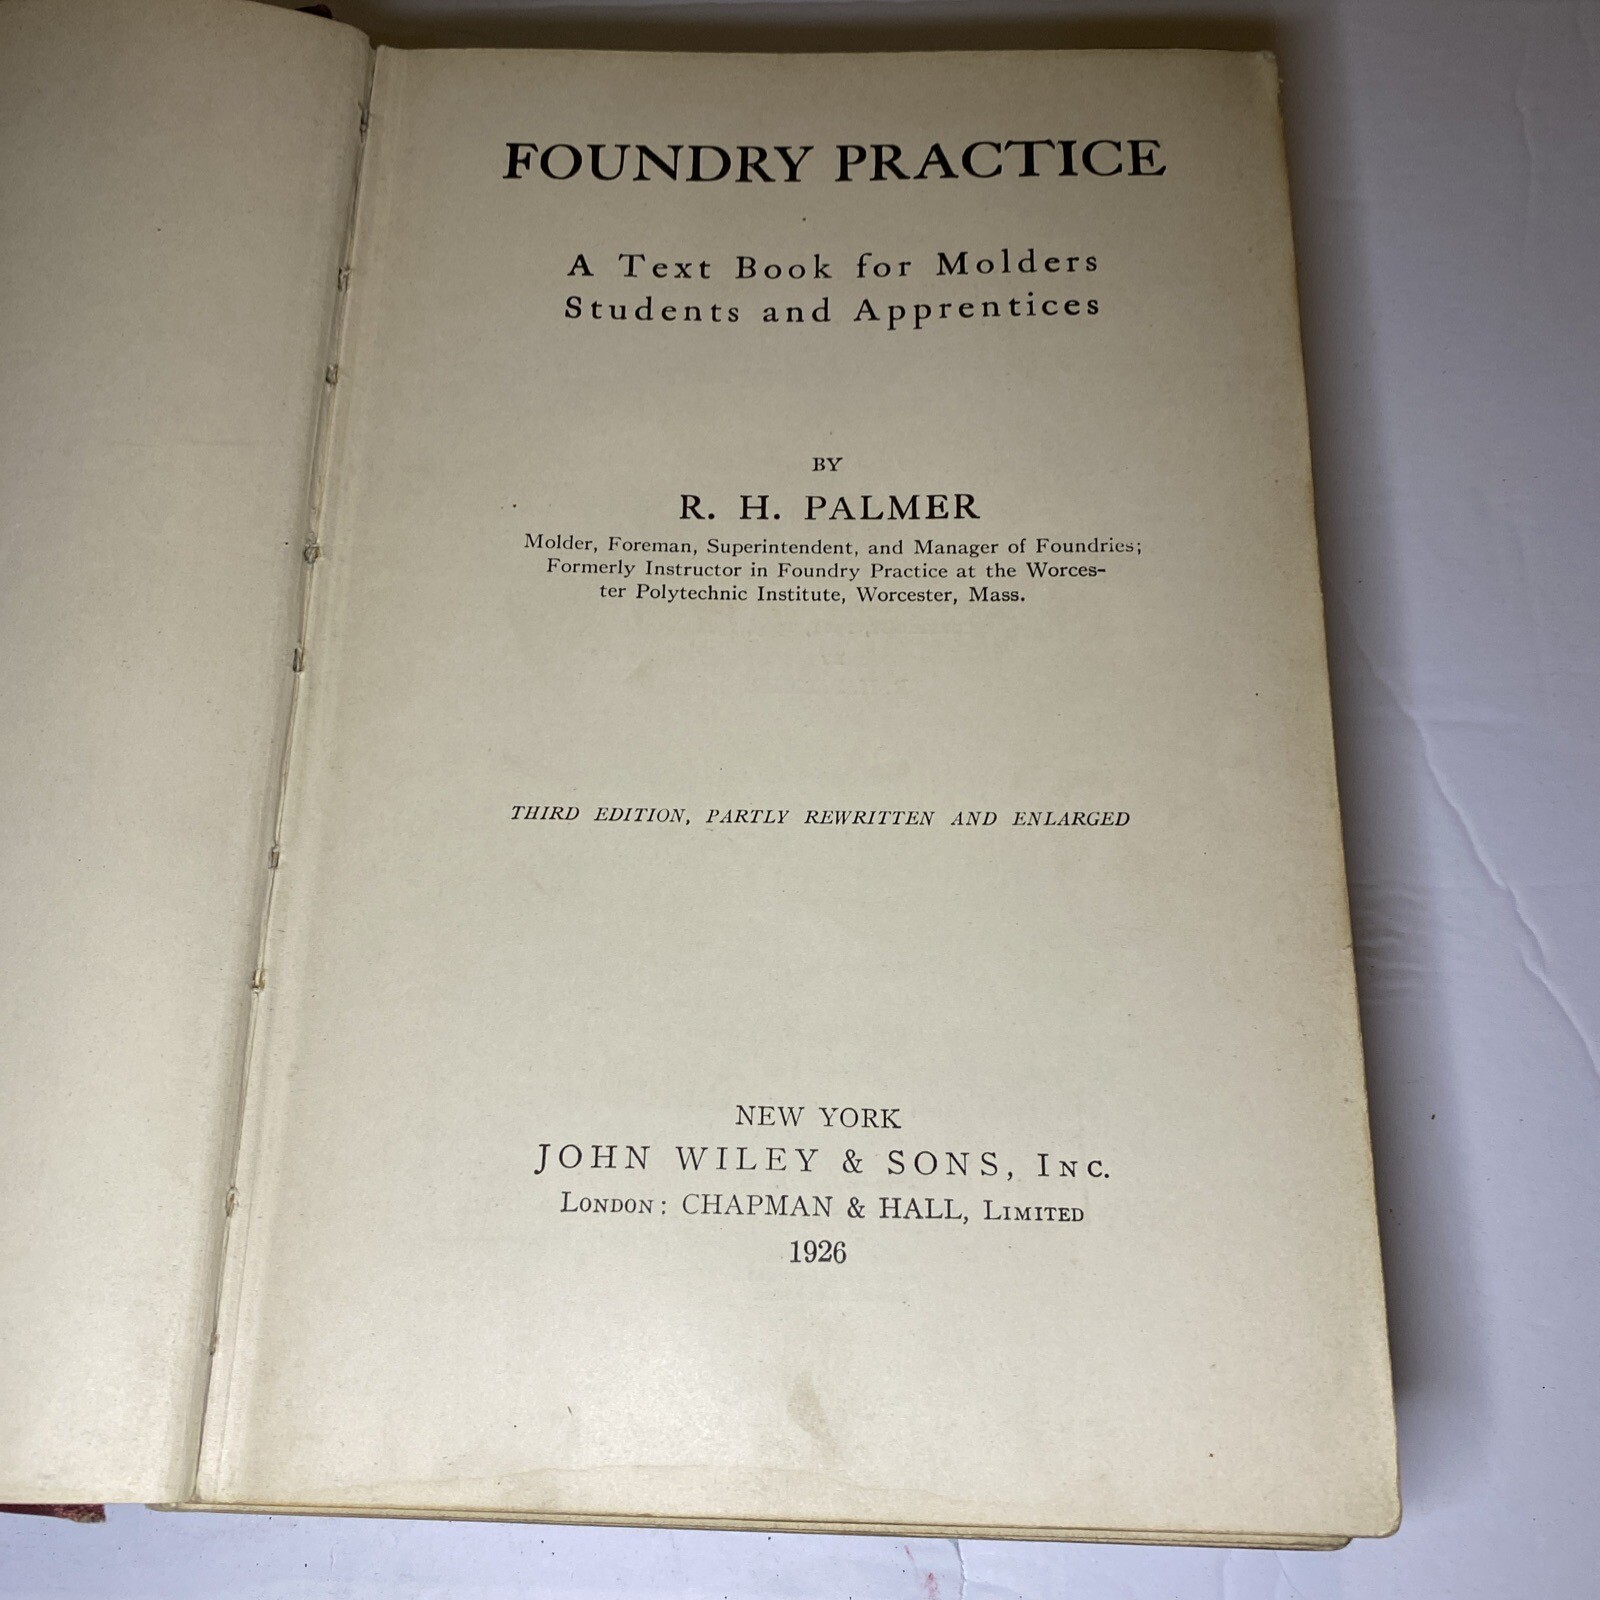 FOUNDRY PRACTICE
A Text Book for Molders
Students and Apprentices
BY
R. H. PALMER
Molder, Foreman, Superintendent, and Manager of Foundries;
Formerly Instructor in Foundry Practice at the Worces-
ter Polytechnic Institute, Worcester, Mass.
THIRD EDITION, PARTLY REWRITTEN AND ENLARGED
NEW YORK
JOHN WILEY & SONS, INC.
LONDON: CHAPMAN & HALL, LIMITED
1926